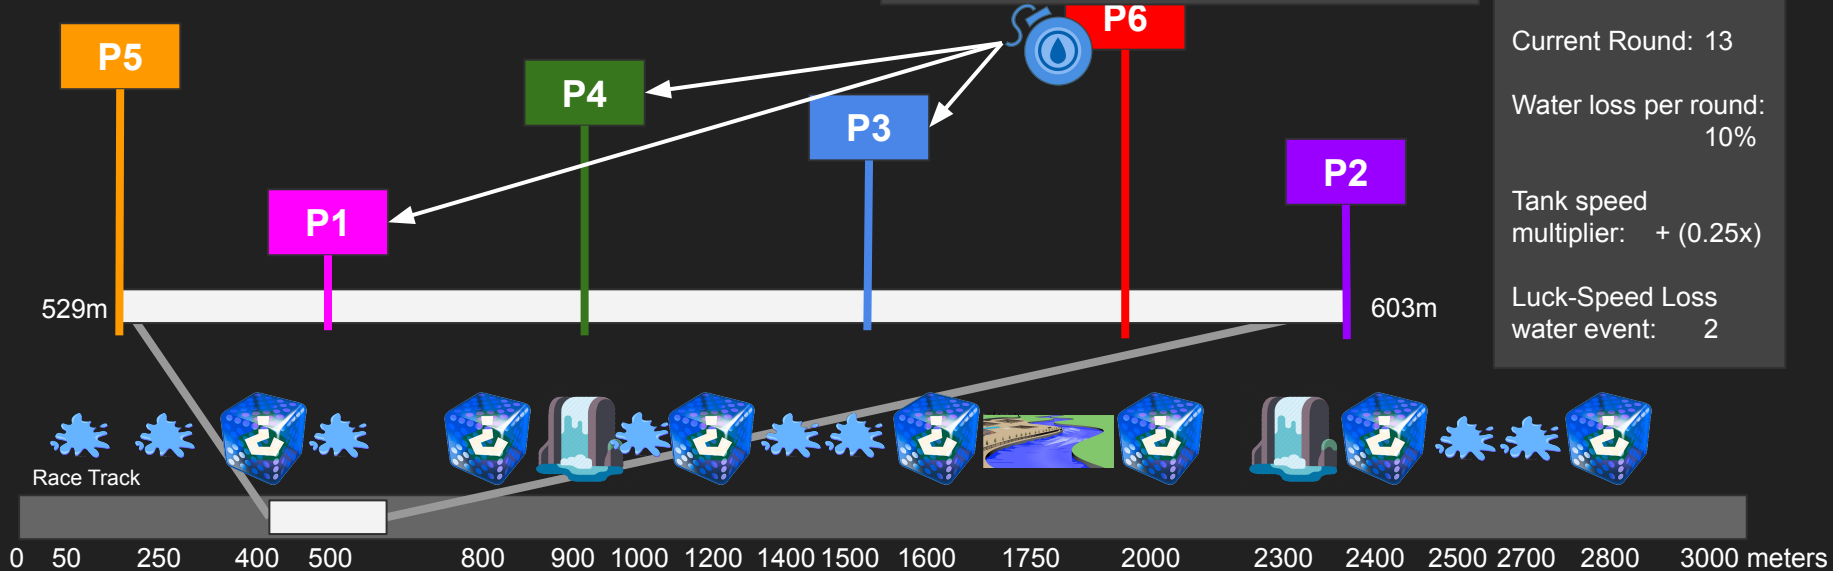 P6
P5
P4
P3
P2
P1
529m
603m
Current Round: 13
Water loss per round:
10%
Tank speed
multiplier: + (0.25x)
Luck-Speed Loss
water event: 2
Race Track
0 50 250 400 500 800 900 1000 1200 1400 1500 1600 1750 2000 2300 2400 2500 2700 2800 3000 meters